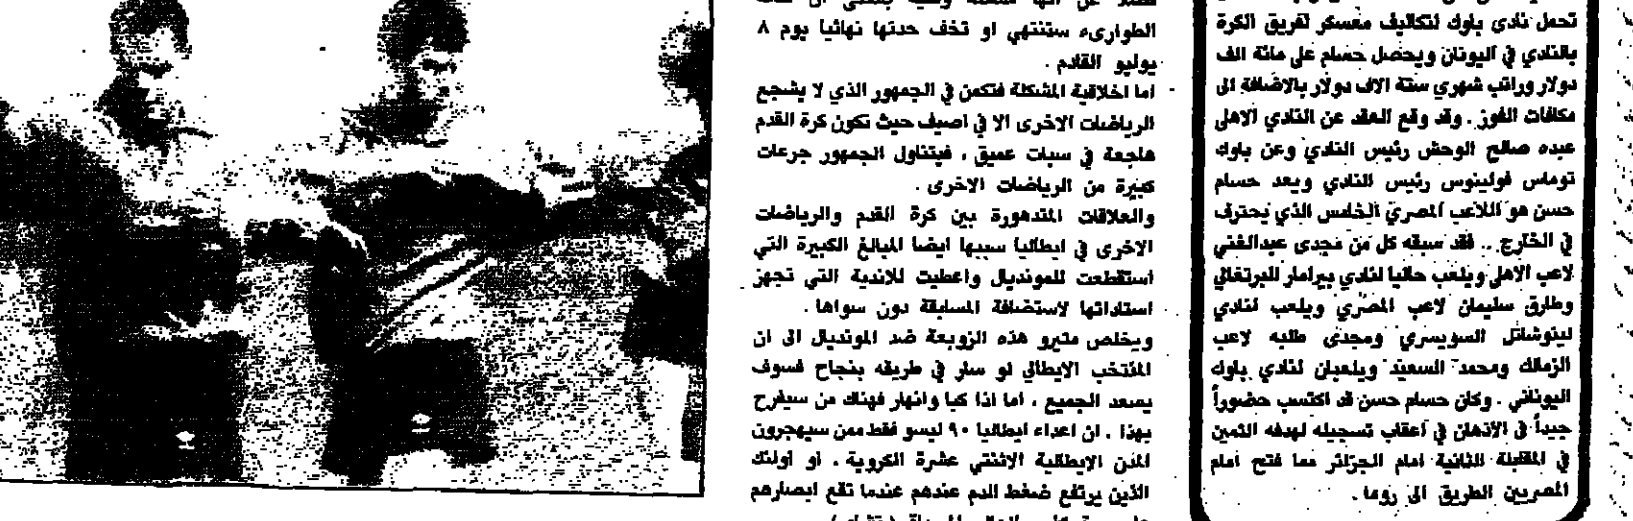 تحمل نادي باوك لتكاليف معسكر لفريق الكرة
بالنادي في اليونان ويحصل حسام على مائة الف
دولار وراتب شهري ستة الاف دولار بالاضافة الى
مكافات الفوز . وقد وقع العقد عن النادي الاهلى
عبده صالح الوحش رئيس النادي وعن باوك
توماس فولينوس رئيس النادي ويعد حسام
حسن هو اللاعب المصري الخامس الذي يحترف
في الخارج .. فقد سبقه كل من مجدى عبدالغني
لاعب الاهلى ويلعب حاليا لنادي بيرامار البرتغالي
وطارق سليمان لاعب المصري ويلعب لنادي
لينوشاتل السويسري ومجدى طلبه لاعب
الزمالك ومحمد السعيد ويلعبان لنادي باوك
اليوناني . وكان حسام حسن قد اكتسب حضوراً
جيداً في الاذهان في اعقاب تسجيله لهدفه الثمين
في المقابلة الثانية امام الجزائر مما فتح امام
المصريين الطريق الى روما .
الطوارىء ستنتهي او تخف حدتها نهائيا يوم ٨
يوليو القادم .
اما اخلاقية المشكلة فتكمن في الجمهور الذي لا يشجع
الرياضات الاخرى الا في اصيف حيث تكون كرة القدم
هاجعة في سبات عميق ، فيتناول الجمهور جرعات
كبيرة من الرياضات الاخرى .
والعلاقات المتدهورة بين كرة القدم والرياضات
الاخرى في ايطاليا سببها ايضا المبالغ الكبيرة التي
استقطعت للمونديال واعطيت للاندية التي تجهز
استاداتها لاستضافة المسابقة دون سواها .
ويخلص مثيرو هذه الزوبعة ضد المونديال الى ان
المنتخب الايطالي لو سار في طريقه بنجاح فسوف
يسعد الجميع ، اما اذا كبا وانهار فهناك من سيفرح
بهذا . ان اعداء ايطاليا ٩٠ ليسو فقط ممن سيهجرون
المدن الايطالية الاثنتي عشرة الكروية ، او اولئك
الذين يرتفع ضغط الدم عندهم عندما تقع ابصارهم